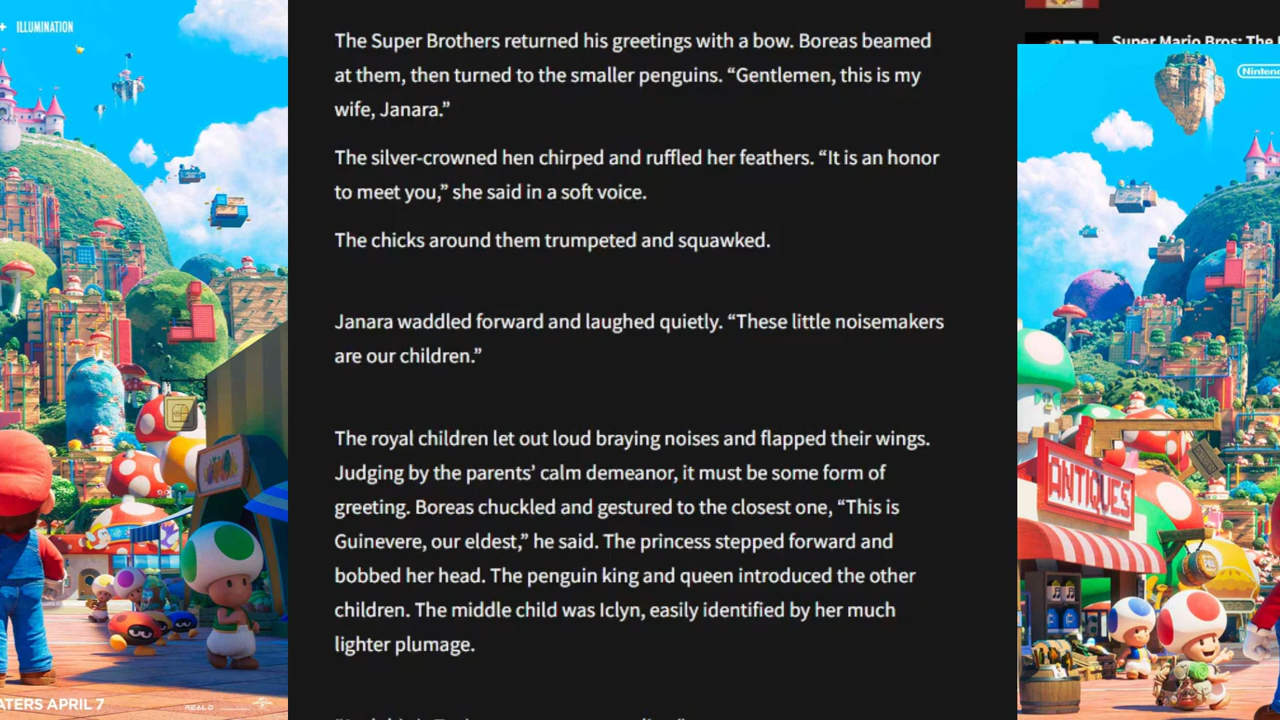 ILLUMINATION
The Super Brothers returned his greetings with a bow. Boreas beamed
at them, then turned to the smaller penguins. “Gentlemen, this is my
wife, Janara.”
The silver-crowned hen chirped and ruffled her feathers. “It is an honor
to meet you,” she said in a soft voice.
The chicks around them trumpeted and squawked.
Janara waddled forward and laughed quietly. “These little noisemakers
are our children.”
The royal children let out loud braying noises and flapped their wings.
Judging by the parents’ calm demeanor, it must be some form of
greeting. Boreas chuckled and gestured to the closest one, “This is
Guinevere, our eldest,” he said. The princess stepped forward and
bobbed her head. The penguin king and queen introduced the other
children. The middle child was Iclyn, easily identified by her much
lighter plumage.
ATERS APRIL 7
REALD
Super Mario Bros: The
Nintend
ANTIQUES